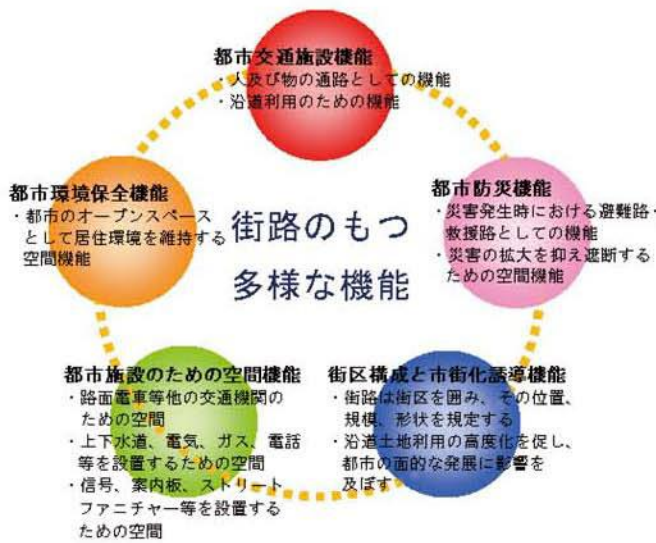 都市交通施設機能
・人及び物の通路としての機能
・沿道利用のための機能
都市環境保全機能
・都市のオープンスペース
として居住環境を維持する
空間機能
街路のもつ
多様な機能
都市防災機能
・災害発生時における避難路・
救援路としての機能
・災害の拡大を抑え遮断する
ための空間機能
都市施設のための空間機能
・路面電車等他の交通機関の
ための空間
・上下水道、電気、ガス、電話
等を設置するための空間
・信号、案内板、ストリート
ファニチャー等を設置する
ための空間
街区構成と市街化誘導機能
・街路は街区を囲み、その位置、
規模、形状を規定する
・沿道土地利用の高度化を促し、
都市の面的な発展に影響を
及ぼす